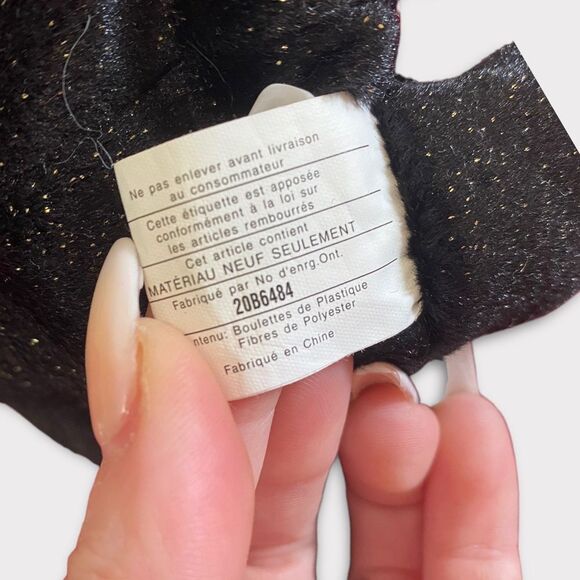 Ne pas enlever avant livraison
au consommateur
Cette étiquette est apposée
conformément à la loi sur
les articles rembourrés
Cet article contient
MATÉRIAU NEUF SEULEMENT
Fabriqué par No d'enrg.Ont.
20B6484
ntenu: Boulettes de Plastique
Fibres de Polyester
Fabriqué en Chine